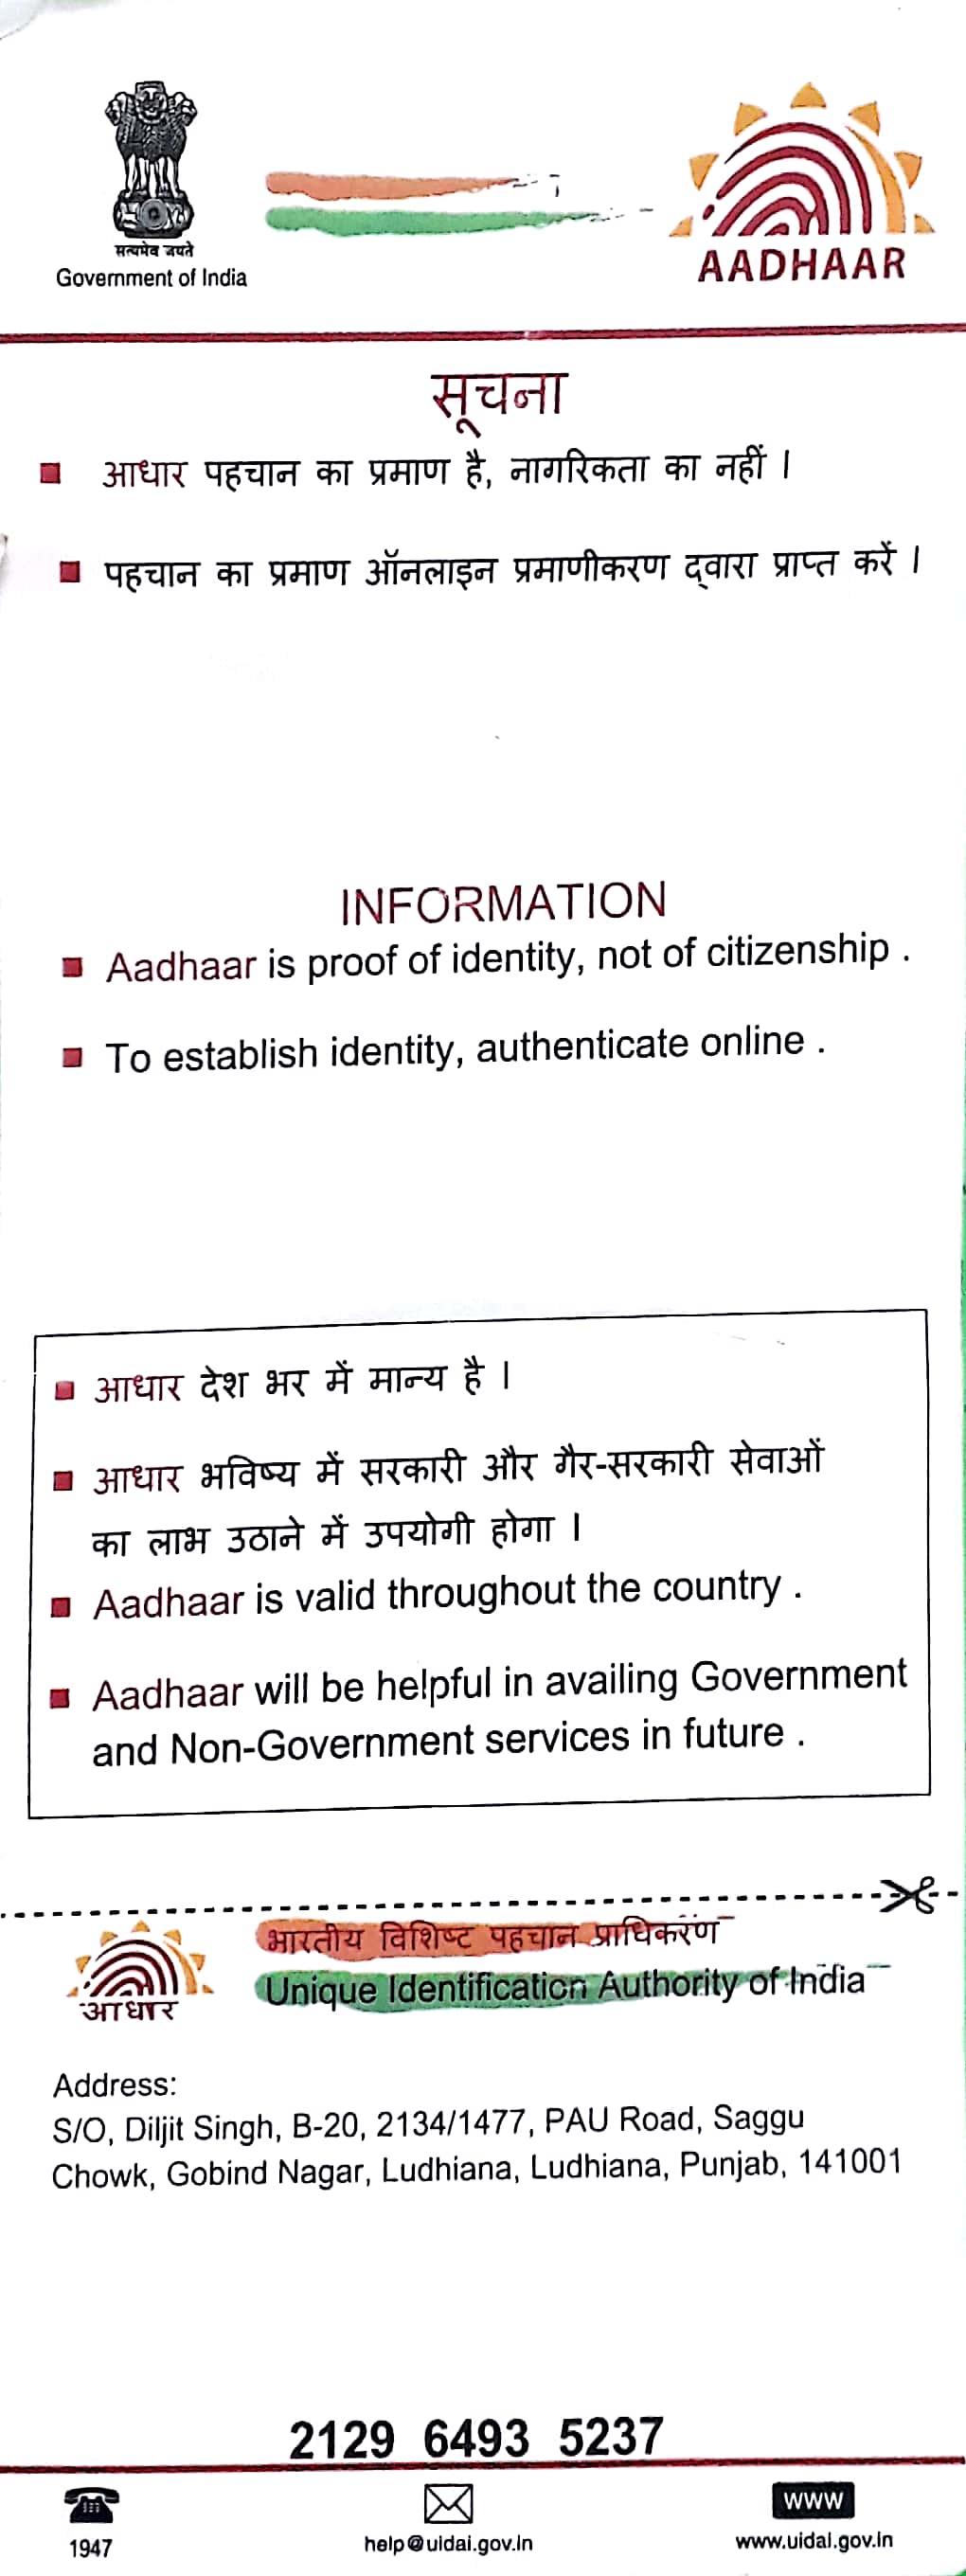 सत्यमेव जयते
Government of India
AADHAAR
सूचना
आधार पहचान का प्रमाण है, नागरिकता का नहीं ।
पहचान का प्रमाण ऑनलाइन प्रमाणीकरण द्वारा प्राप्त करें ।
INFORMATION
Aadhaar is proof of identity, not of citizenship .
To establish identity, authenticate online .
आधार देश भर में मान्य है ।
आधार भविष्य में सरकारी और गैर-सरकारी सेवाओं
का लाभ उठाने में उपयोगी होगा ।
Aadhaar is valid throughout the country .
Aadhaar will be helpful in availing Government
and Non-Government services in future .
भारतीय विशिष्ट पहचान प्राधिकरण
Unique Identification Authority of India
आधार
Address:
S/O, Diljit Singh, B-20, 2134/1477, PAU Road, Saggu
Chowk, Gobind Nagar, Ludhiana, Ludhiana, Punjab, 141001
2129 6493 5237
WWW
1947
help@uidai.gov.in
www.uidai.gov.in